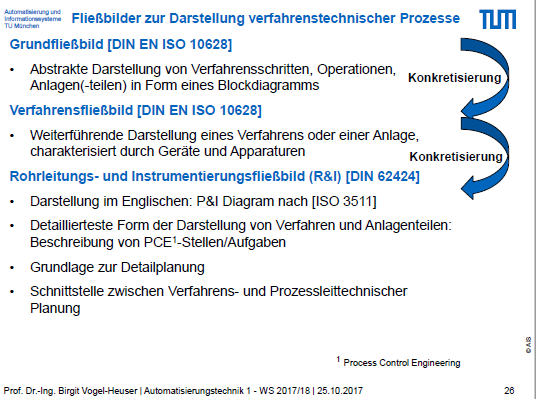 Automatisierung und
Informationssysteme
TU München
Fließbilder zur Darstellung verfahrenstechnischer Prozesse
TUM
Grundfließbild [DIN EN ISO 10628]
• Abstrakte Darstellung von Verfahrensschritten, Operationen,
Anlagen(-teilen) in Form eines Blockdiagramms
Konkretisierung
Verfahrensfließbild [DIN EN ISO 10628]
• Weiterführende Darstellung eines Verfahrens oder einer Anlage,
charakterisiert durch Geräte und Apparaturen
Konkretisierung
Rohrleitungs- und Instrumentierungsfließbild (R&I) [DIN 62424]
• Darstellung im Englischen: P&I Diagram nach [ISO 3511]
• Detaillierteste Form der Darstellung von Verfahren und Anlagenteilen:
Beschreibung von PCE¹-Stellen/Aufgaben
• Grundlage zur Detailplanung
• Schnittstelle zwischen Verfahrens- und Prozessleittechnischer
Planung
© AIS
¹ Process Control Engineering
Prof. Dr.-Ing. Birgit Vogel-Heuser | Automatisierungstechnik 1 - WS 2017/18 | 25.10.2017
26